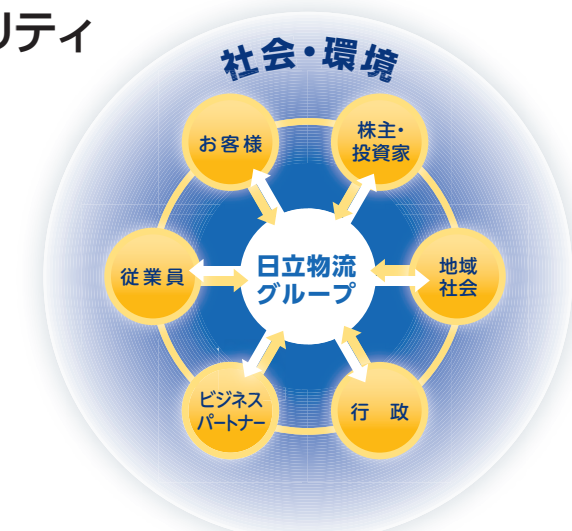 リティ
社会・環境
お客様
株主・
投資家
従業員
日立物流
グループ
地域
社会
ビジネス
パートナー
行 政